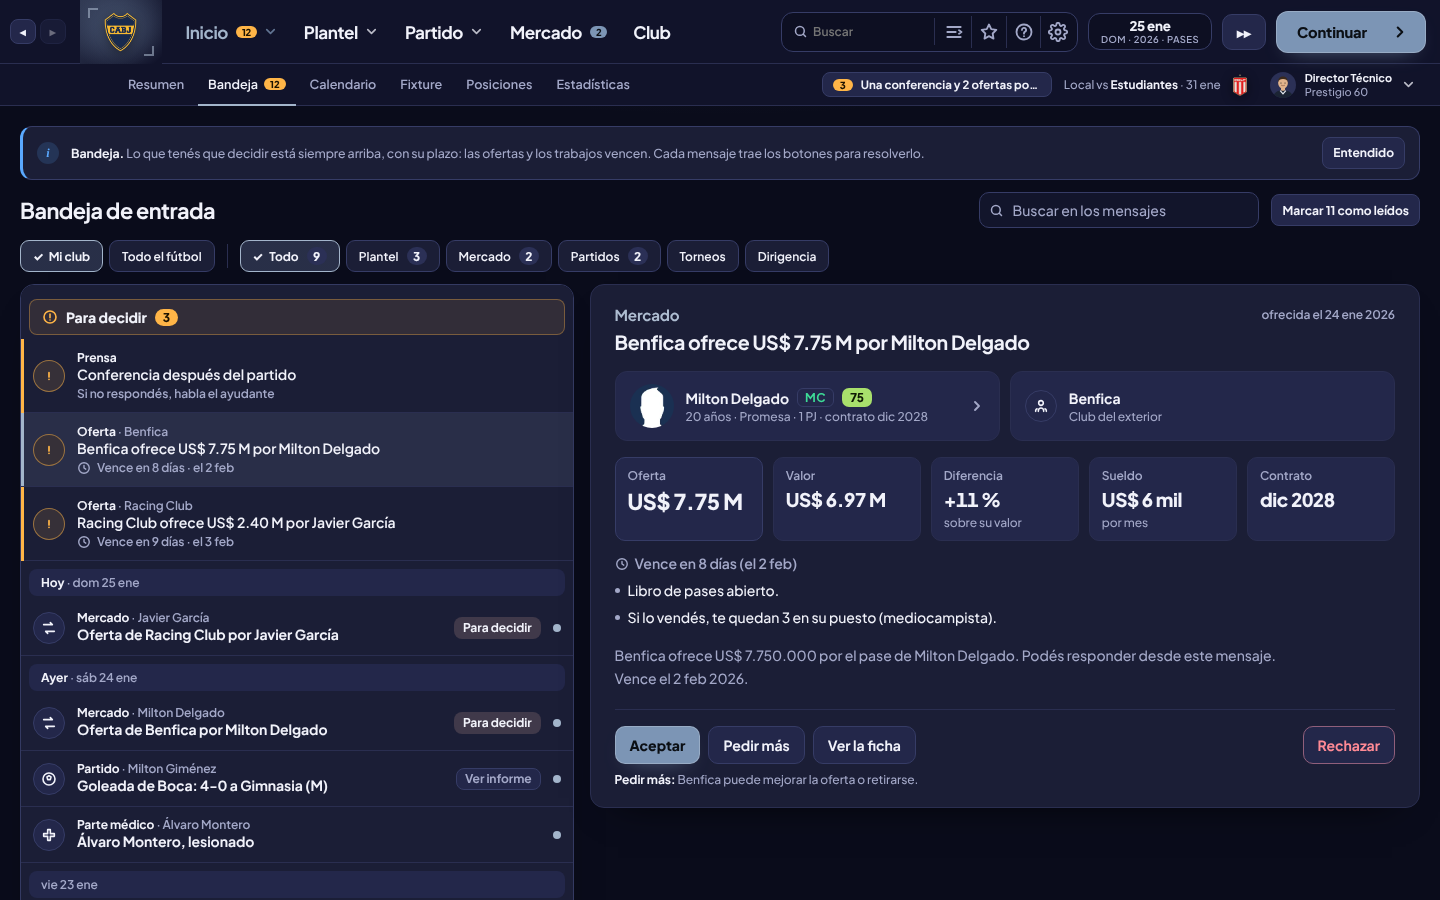 CABJ
Inicio 12
Plantel
Partido
Mercado 2
Club
Buscar
25 ene
DOM · 2026 · PASES
Continuar
Resumen
Bandeja 12
Calendario
Fixture
Posiciones
Estadísticas
3 Una conferencia y 2 ofertas po...
Local vs Estudiantes · 31 ene
Director Técnico
Prestigio 60
i Bandeja. Lo que tenés que decidir está siempre arriba, con su plazo: las ofertas y los trabajos vencen. Cada mensaje trae los botones para resolverlo.
Entendido
Bandeja de entrada
Buscar en los mensajes
Marcar 11 como leídos
Mi club
Todo el fútbol
Todo 9
Plantel 3
Mercado 2
Partidos 2
Torneos
Dirigencia
Para decidir 3
Prensa
! Conferencia después del partido
Si no respondés, habla el ayudante
Oferta · Benfica
! Benfica ofrece US$ 7.75 M por Milton Delgado
Vence en 8 días · el 2 feb
Oferta · Racing Club
! Racing Club ofrece US$ 2.40 M por Javier García
Vence en 9 días · el 3 feb
Hoy · dom 25 ene
Mercado · Javier García
Oferta de Racing Club por Javier García
Para decidir
Ayer · sáb 24 ene
Mercado · Milton Delgado
Oferta de Benfica por Milton Delgado
Para decidir
Partido · Milton Giménez
Goleada de Boca: 4-0 a Gimnasia (M)
Ver informe
Parte médico · Álvaro Montero
Álvaro Montero, lesionado
vie 23 ene
Mercado
ofrecida el 24 ene 2026
Benfica ofrece US$ 7.75 M por Milton Delgado
Milton Delgado MC 75
20 años · Promesa · 1 PJ · contrato dic 2028
Benfica
Club del exterior
Oferta
US$ 7.75 M
Valor
US$ 6.97 M
Diferencia
+11 %
sobre su valor
Sueldo
US$ 6 mil
por mes
Contrato
dic 2028
Vence en 8 días (el 2 feb)
• Libro de pases abierto.
• Si lo vendés, te quedan 3 en su puesto (mediocampista).
Benfica ofrece US$ 7.750.000 por el pase de Milton Delgado. Podés responder desde este mensaje.
Vence el 2 feb 2026.
Aceptar
Pedir más
Ver la ficha
Rechazar
Pedir más: Benfica puede mejorar la oferta o retirarse.